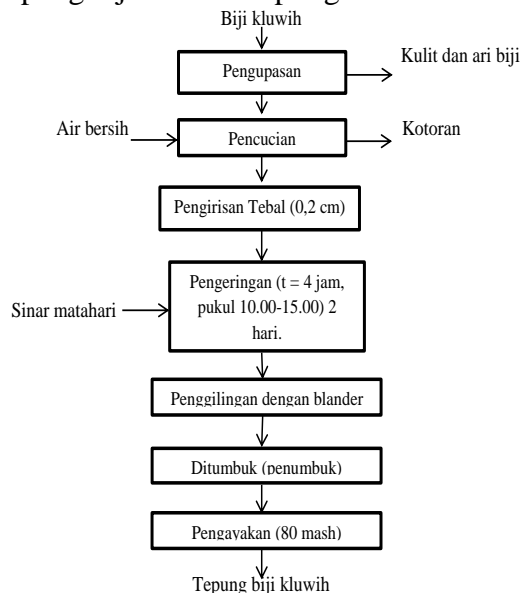 Biji kluwih
Pengupasan
Kulit dan ari biji
Air bersih
Pencucian
Kotoran
Pengirisan Tebal (0,2 cm)
Sinar matahari
Pengeringan (t = 4 jam,
pukul 10.00-15.00) 2
hari.
Penggilingan dengan blander
Ditumbuk (penumbuk)
Pengayakan (80 mash)
Tepung biji kluwih